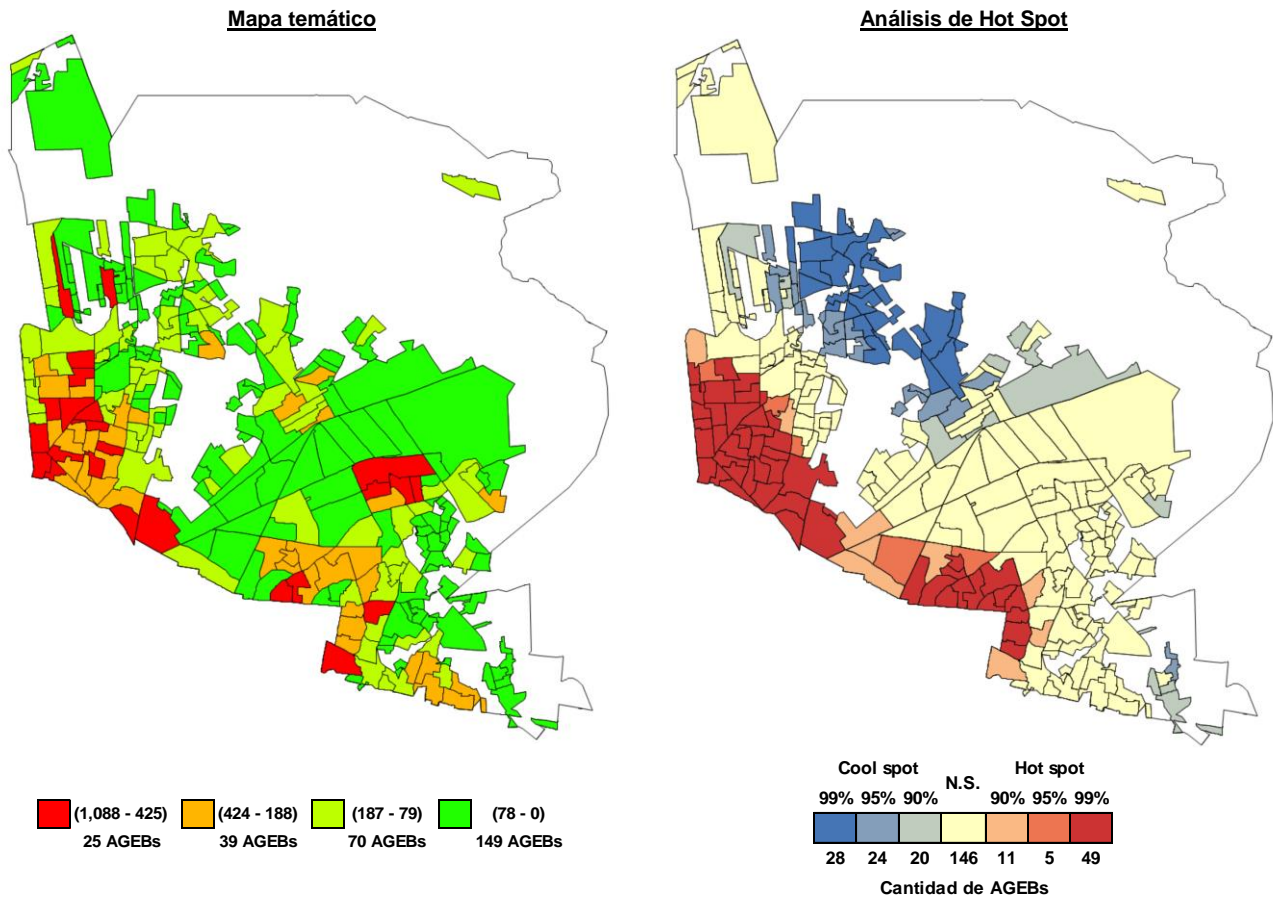 Mapa temático
Análisis de Hot Spot
(1,088 - 425) (424 - 188) (187 - 79) (78 - 0)
25 AGEBs 39 AGEBs 70 AGEBs 149 AGEBs
Cool spot N.S. Hot spot
99% 95% 90% 90% 95% 99%
28 24 20 146 11 5 49
Cantidad de AGEBs